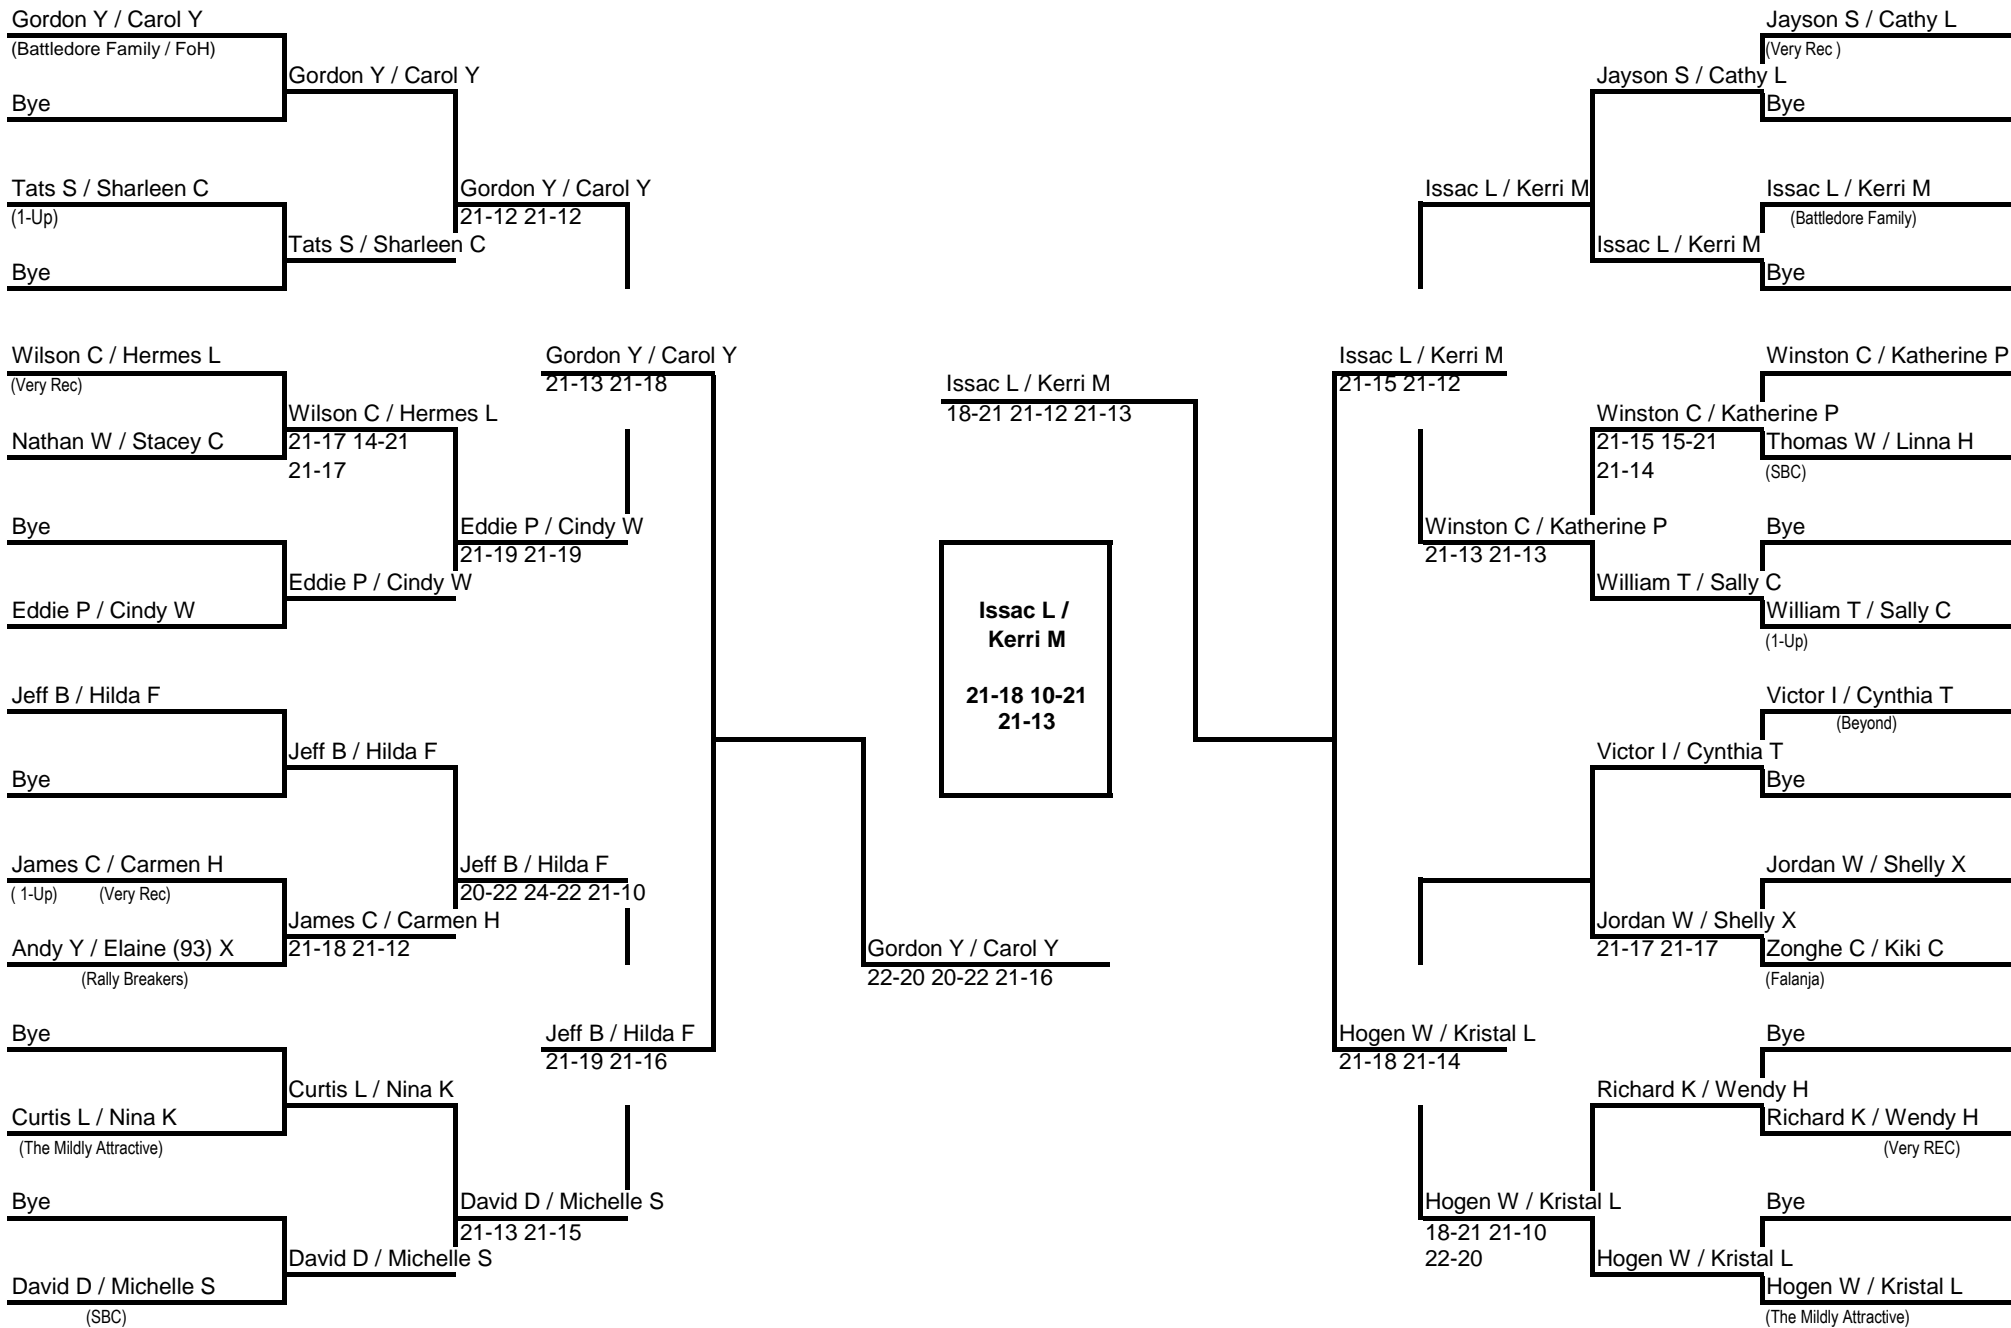 Gordon Y / Carol Y
(Battledore Family / FoH)
Bye
Tats S / Sharleen C
(1-Up)
Bye
Wilson C / Hermes L
(Very Rec)
Nathan W / Stacey C
Bye
Eddie P / Cindy W
Jeff B / Hilda F
Bye
James C / Carmen H
( 1-Up) (Very Rec)
Andy Y / Elaine (93) X
(Rally Breakers)
Bye
Curtis L / Nina K
(The Mildly Attractive)
Bye
David D / Michelle S
(SBC)
Gordon Y / Carol Y
Tats S / Sharleen C
Wilson C / Hermes L
21-17 14-21
21-17
Eddie P / Cindy W
Jeff B / Hilda F
James C / Carmen H
21-18 21-12
Curtis L / Nina K
David D / Michelle S
Gordon Y / Carol Y
21-12 21-12
Eddie P / Cindy W
21-19 21-19
Jeff B / Hilda F
20-22 24-22 21-10
David D / Michelle S
21-13 21-15
Gordon Y / Carol Y
21-13 21-18
Jeff B / Hilda F
21-19 21-16
Gordon Y / Carol Y
22-20 20-22 21-16
Issac L / Kerri M
18-21 21-12 21-13
Issac L /
Kerri M
21-18 10-21
21-13
Issac L / Kerri M
21-15 21-12
Hogen W / Kristal L
21-18 21-14
Issac L / Kerri M
Winston C / Katherine P
21-13 21-13
Hogen W / Kristal L
18-21 21-10
22-20
Jayson S / Cathy L
Issac L / Kerri M
Winston C / Katherine P
21-15 15-21
21-14
William T / Sally C
Victor I / Cynthia T
Jordan W / Shelly X
21-17 21-17
Richard K / Wendy H
Hogen W / Kristal L
Jayson S / Cathy L
(Very Rec )
Bye
Issac L / Kerri M
(Battledore Family)
Bye
Winston C / Katherine P
Thomas W / Linna H
(SBC)
Bye
William T / Sally C
(1-Up)
Victor I / Cynthia T
(Beyond)
Bye
Jordan W / Shelly X
Zonghe C / Kiki C
(Falanja)
Bye
Richard K / Wendy H
(Very REC)
Bye
Hogen W / Kristal L
(The Mildly Attractive)